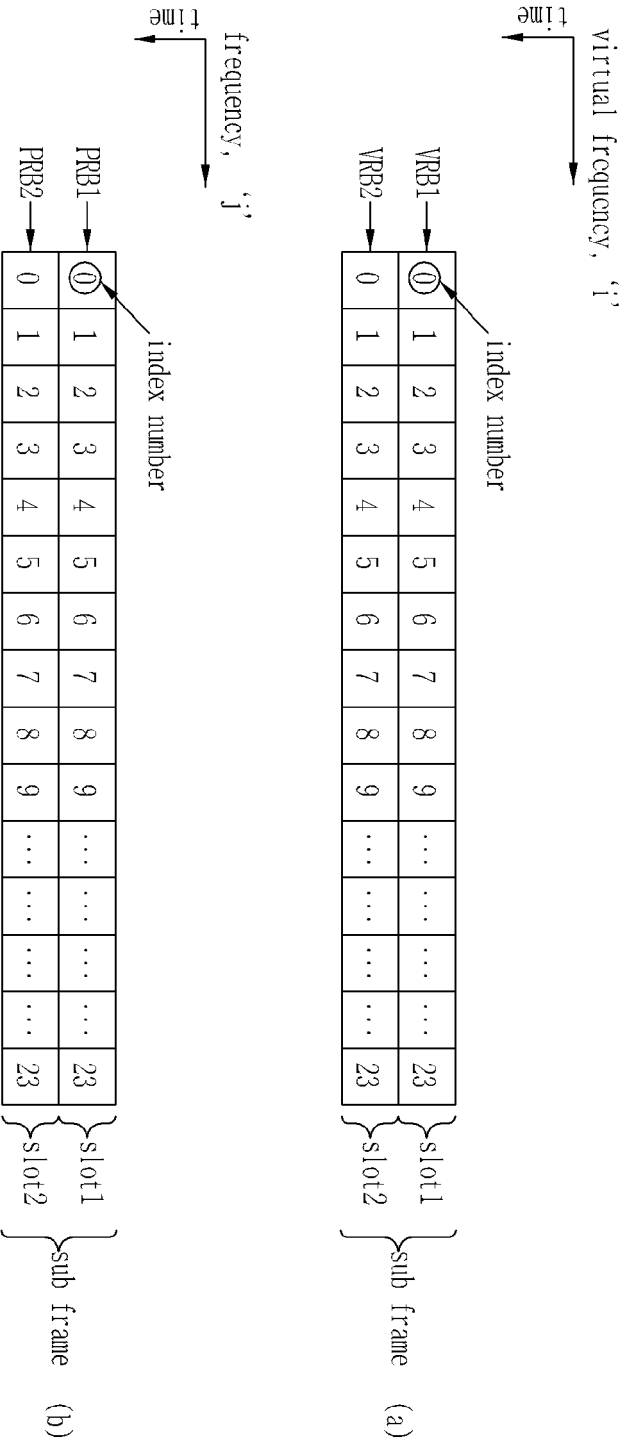 virtual frequency, 'i'
time
index number
VRB1 0 1 2 3 4 5 6 7 8 9 ... ... ... ... 23 slot1
VRB2 0 1 2 3 4 5 6 7 8 9 ... ... ... ... 23 slot2
sub frame (a)
frequency, 'j'
time
index number
PRB1 0 1 2 3 4 5 6 7 8 9 ... ... ... ... 23 slot1
PRB2 0 1 2 3 4 5 6 7 8 9 ... ... ... ... 23 slot2
sub frame (b)